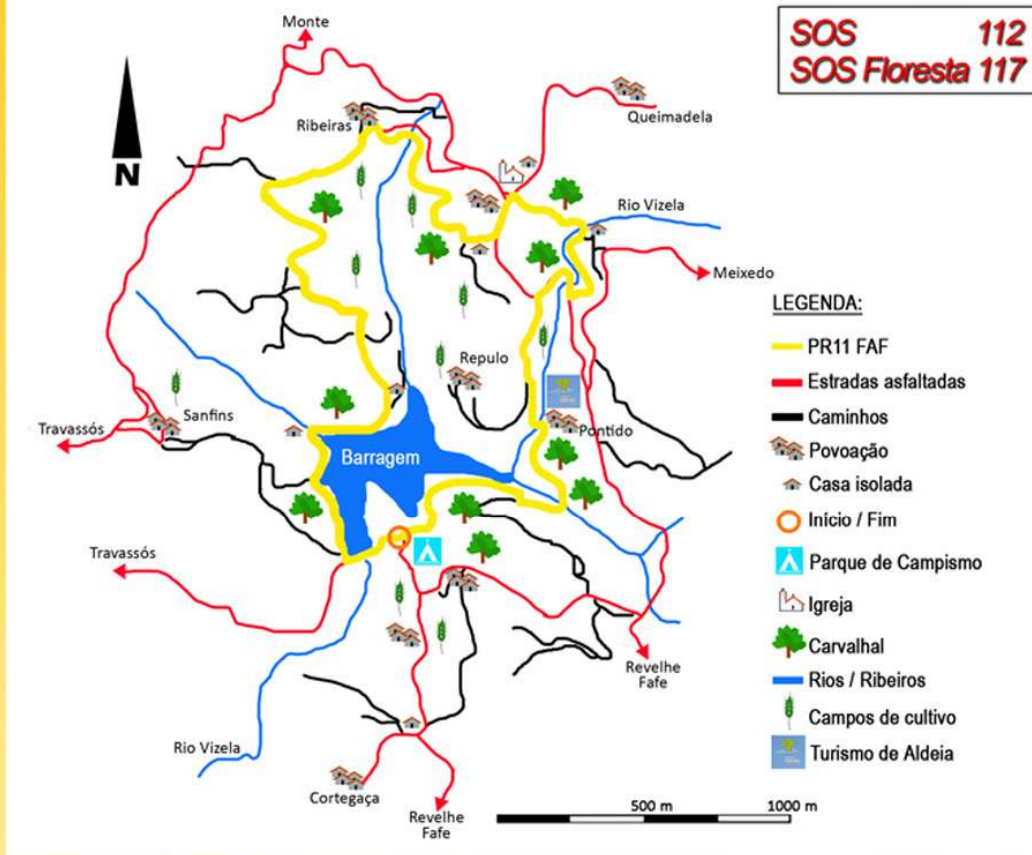 SOS 112
SOS Floresta 117
Monte
Ribeiras
Queimadela
N
Rio Vizela
Meixedo
Repulo
Sanfins
Travassós
Pontido
Barragem
Travassós
Revelhe
Fafe
Rio Vizela
Cortegaça
Revelhe
Fafe
LEGENDA:
PR11 FAF
Estradas asfaltadas
Caminhos
Povoação
Casa isolada
Início / Fim
Parque de Campismo
Igreja
Carvalhal
Rios / Ribeiros
Campos de cultivo
Turismo de Aldeia
500 m 1000 m